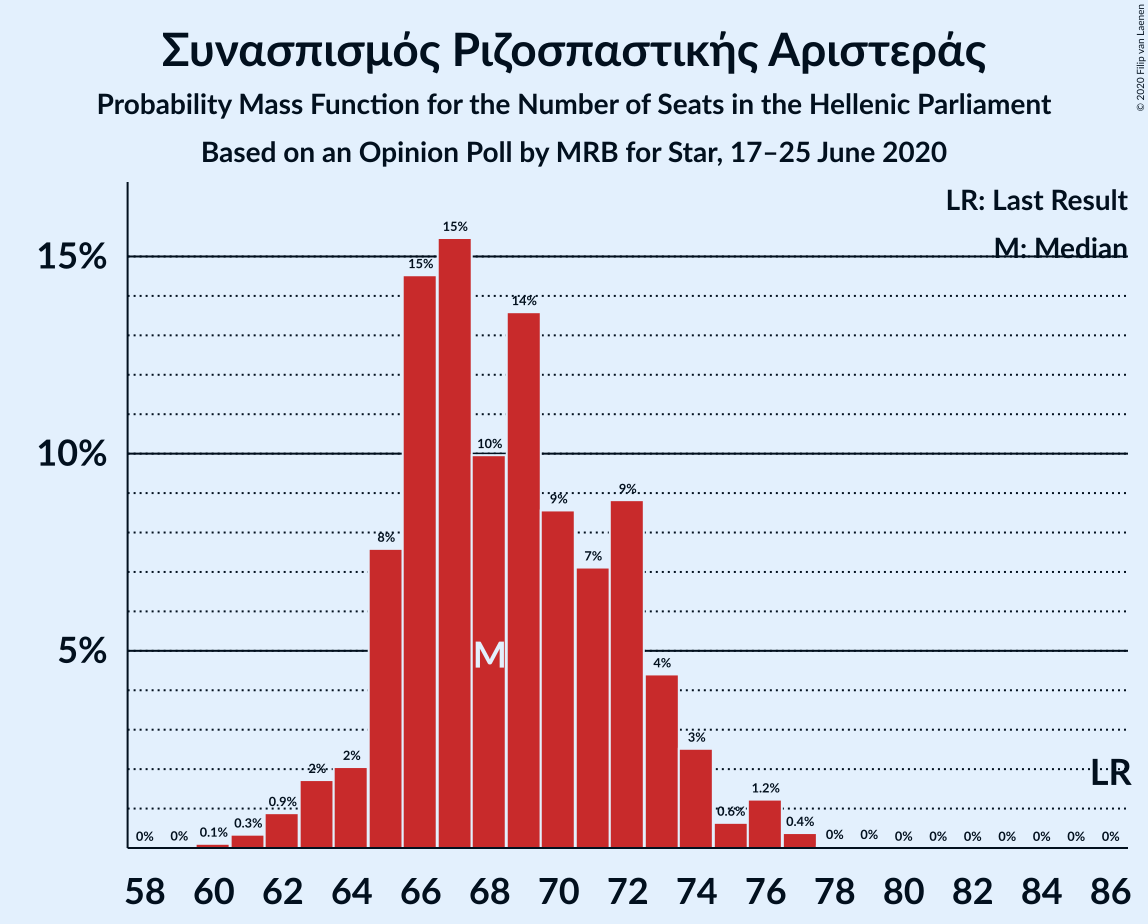 Συνασπισμός Ριζοσπαστικής Αριστεράς
Probability Mass Function for the Number of Seats in the Hellenic Parliament
Based on an Opinion Poll by MRB for Star, 17–25 June 2020
© 2020 Filip van Laenen
LR: Last Result
M: Median
15%
10%
5%
0% 0% 0.1% 0.3% 0.9% 2% 2% 8% 15% 15% 10% 14% 9% 7% 9% 4% 3% 0.6% 1.2% 0.4% 0% 0% 0% 0% 0% 0% 0% 0% 0%
M
LR
58 60 62 64 66 68 70 72 74 76 78 80 82 84 86